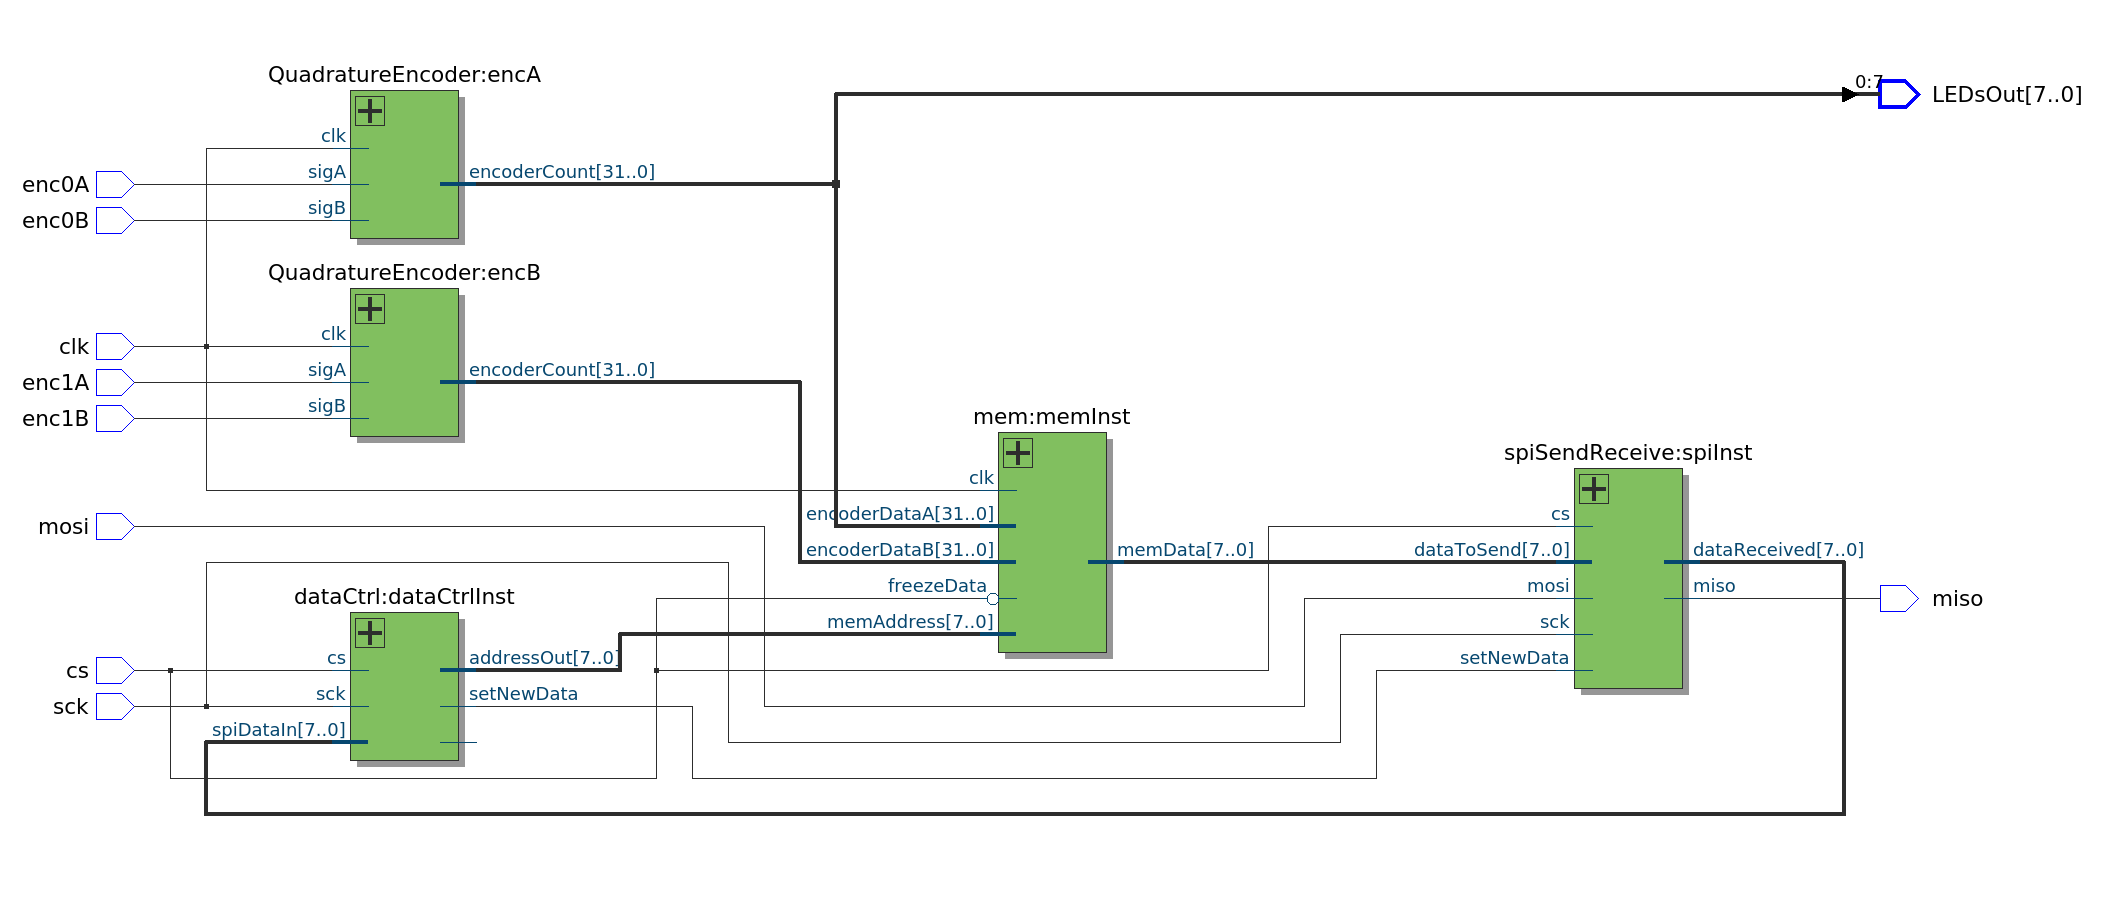 QuadratureEncoder:encA
clk
sigA
sigB
encoderCount[31..0]
enc0A
enc0B
0:7
LEDsOut[7..0]
QuadratureEncoder:encB
clk
sigA
sigB
encoderCount[31..0]
clk
enc1A
enc1B
mem:memInst
clk
encoderDataA[31..0]
encoderDataB[31..0]
freezeData
memAddress[7..0]
memData[7..0]
spiSendReceive:spiInst
cs
dataToSend[7..0]
mosi
sck
setNewData
dataReceived[7..0]
miso
miso
mosi
dataCtrl:dataCtrlInst
cs
sck
spiDataIn[7..0]
addressOut[7..0]
setNewData
cs
sck